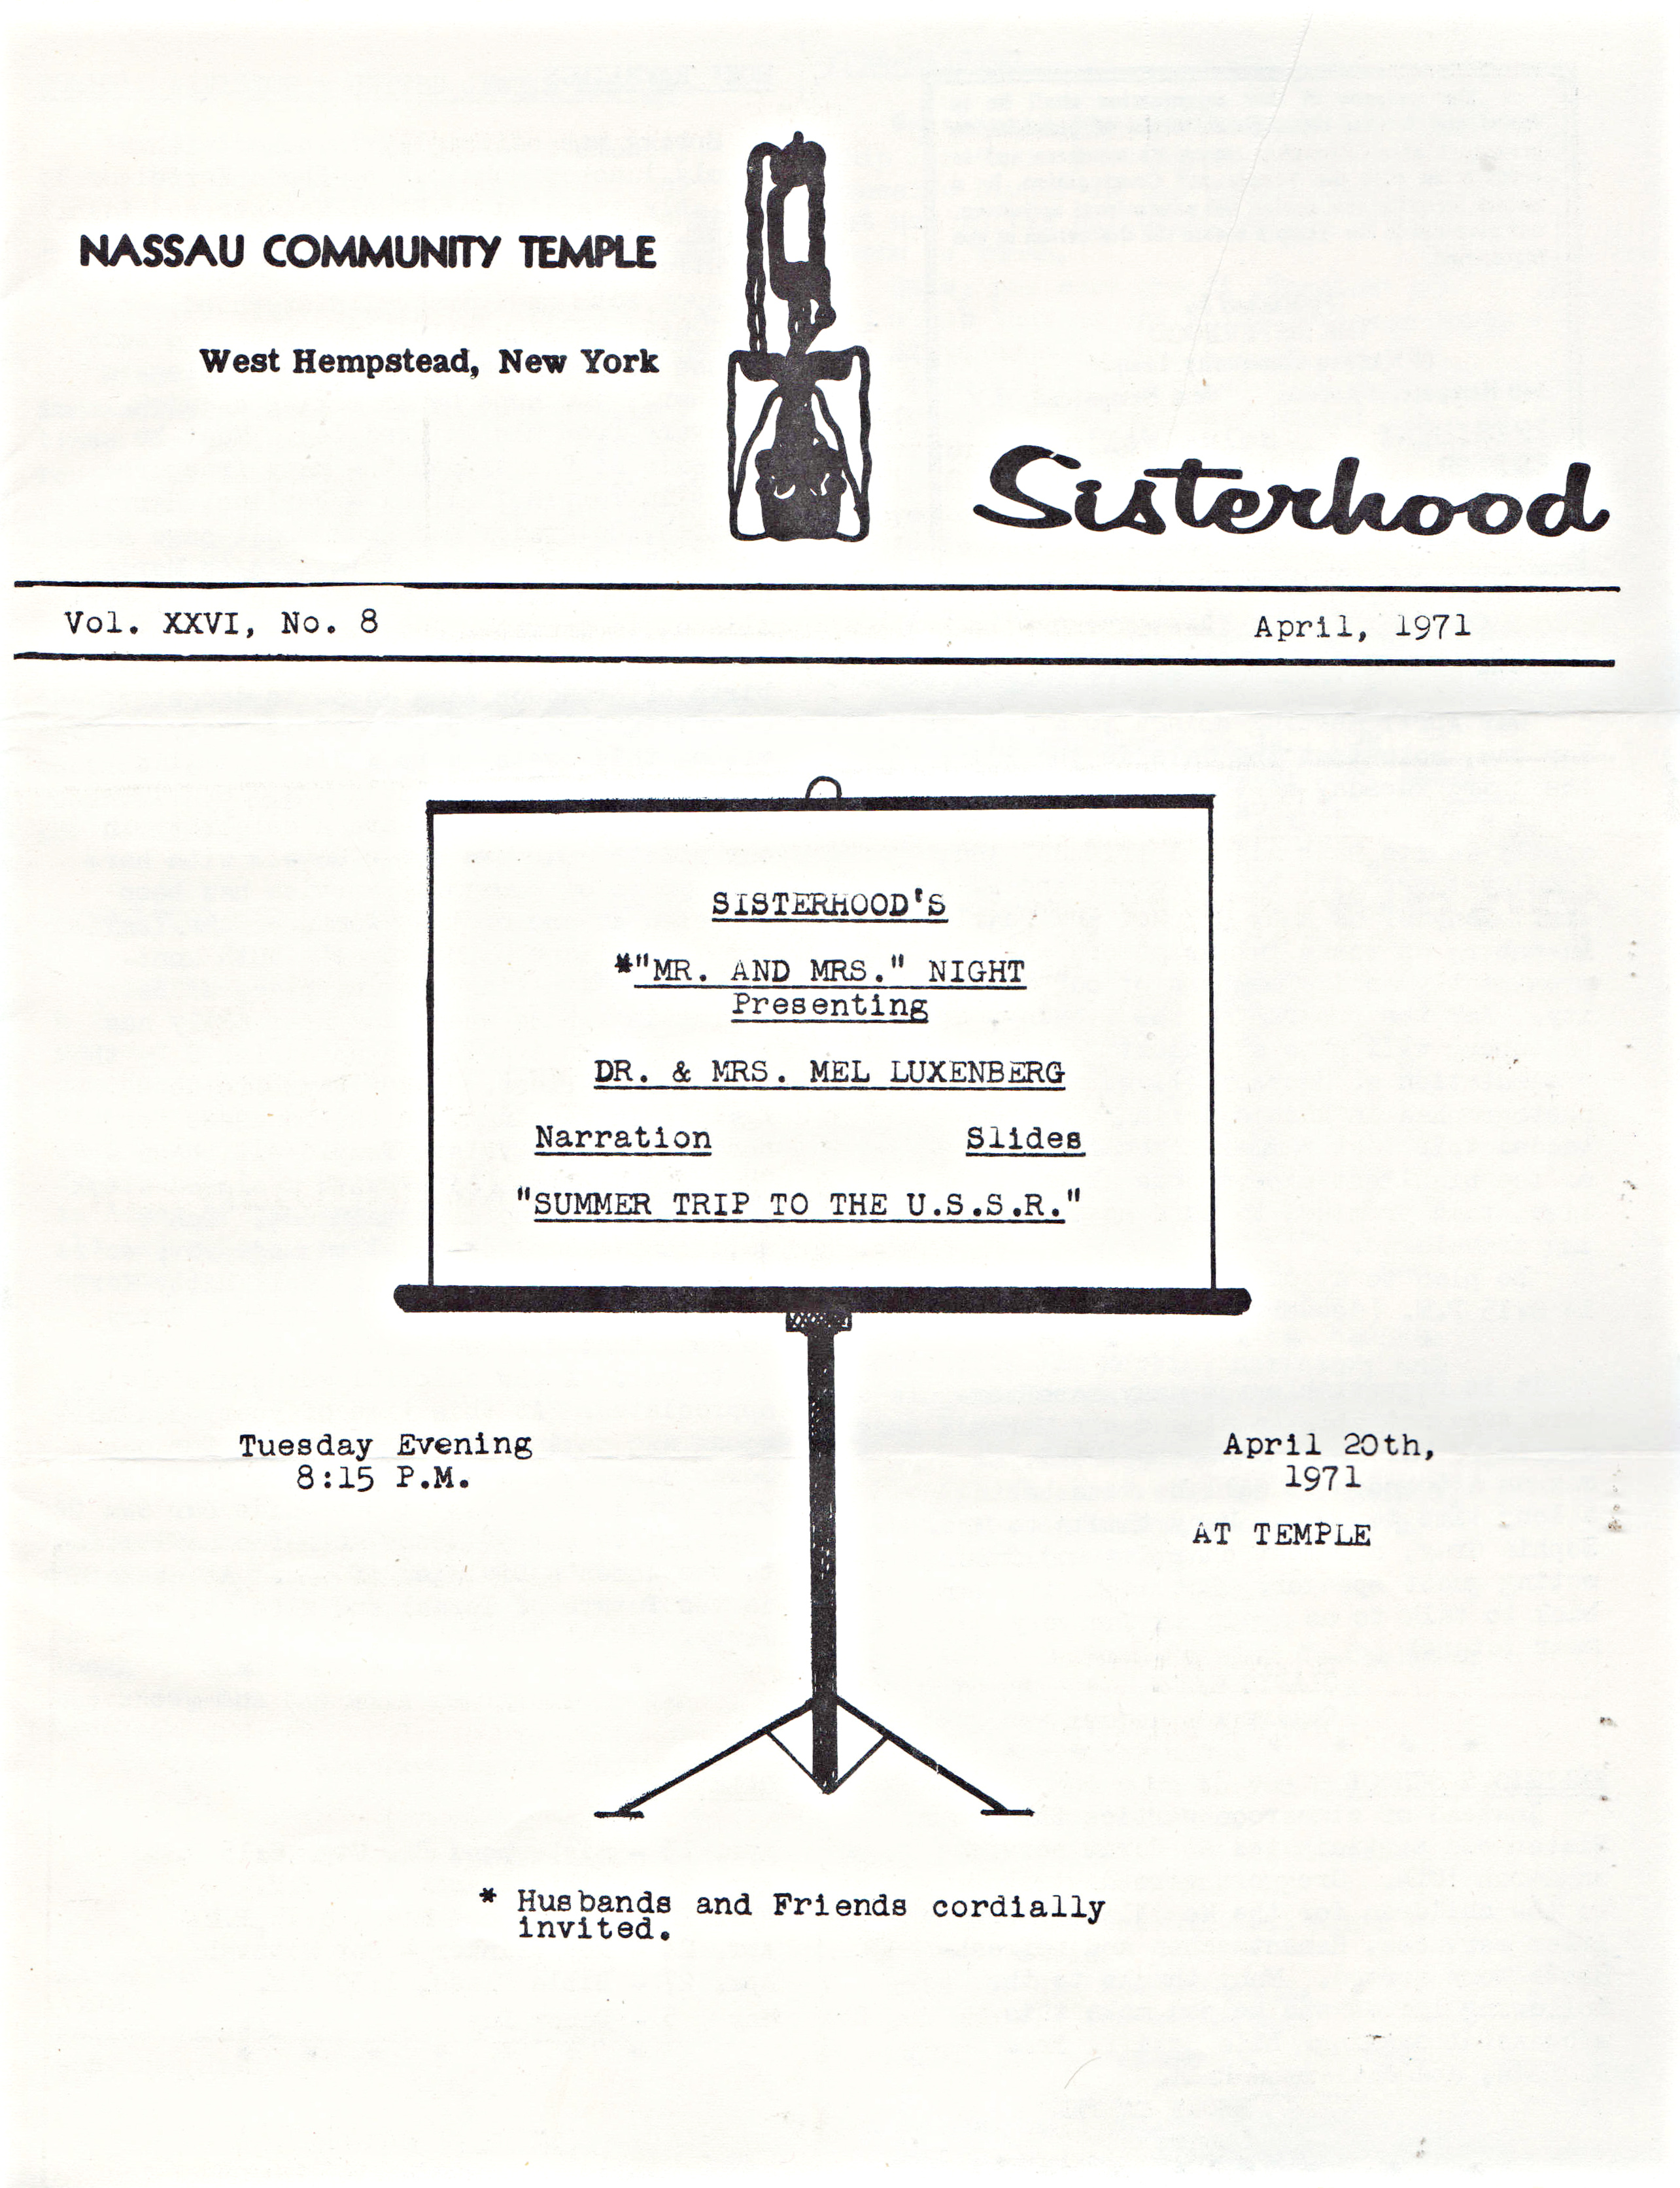 NASSAU COMMUNITY TEMPLE
West Hempstead, New York
Sisterhood
Vol. XXVI, No. 8 April, 1971
SISTERHOOD'S
*"MR. AND MRS." NIGHT
Presenting
DR. & MRS. MEL LUXENBERG
Narration Slides
"SUMMER TRIP TO THE U.S.S.R."
Tuesday Evening
8:15 P.M.
April 20th,
1971
AT TEMPLE
* Husbands and Friends cordially
invited.